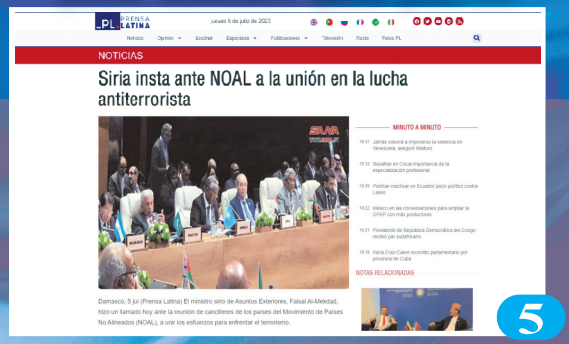 PL PRENSA LATINA
jueves 6 de julio de 2023
Noticias Opinión Escáner Especiales Publicaciones Televisión Radio Fotos PL
NOTICIAS
Siria insta ante NOAL a la unión en la lucha
antiterrorista
SANA
MINUTO A MINUTO
Jamás volverá a imponerse la violencia en
Venezuela, aseguró Maduro
Resaltan en Cocal importancia de la
especialización profesional
Podrían reactivar en Ecuador juicio político contra
Lasso
México en las conversaciones para ampliar la
OPEP con más productores
Presidente de República Democrática del Congo
recibió par sudafricano
Inicia Díaz-Canel recorrido parlamentario por
provincia de Cuba
NOTAS RELACIONADAS
Damasco, 5 jul (Prensa Latina) El ministro sirio de Asuntos Exteriores, Faisal Al-Mekdad,
hizo un llamado hoy ante la reunión de cancilleres de los países del Movimiento de Países
No Alineados (NOAL), a unir los esfuerzos para enfrentar el terrorismo.
5